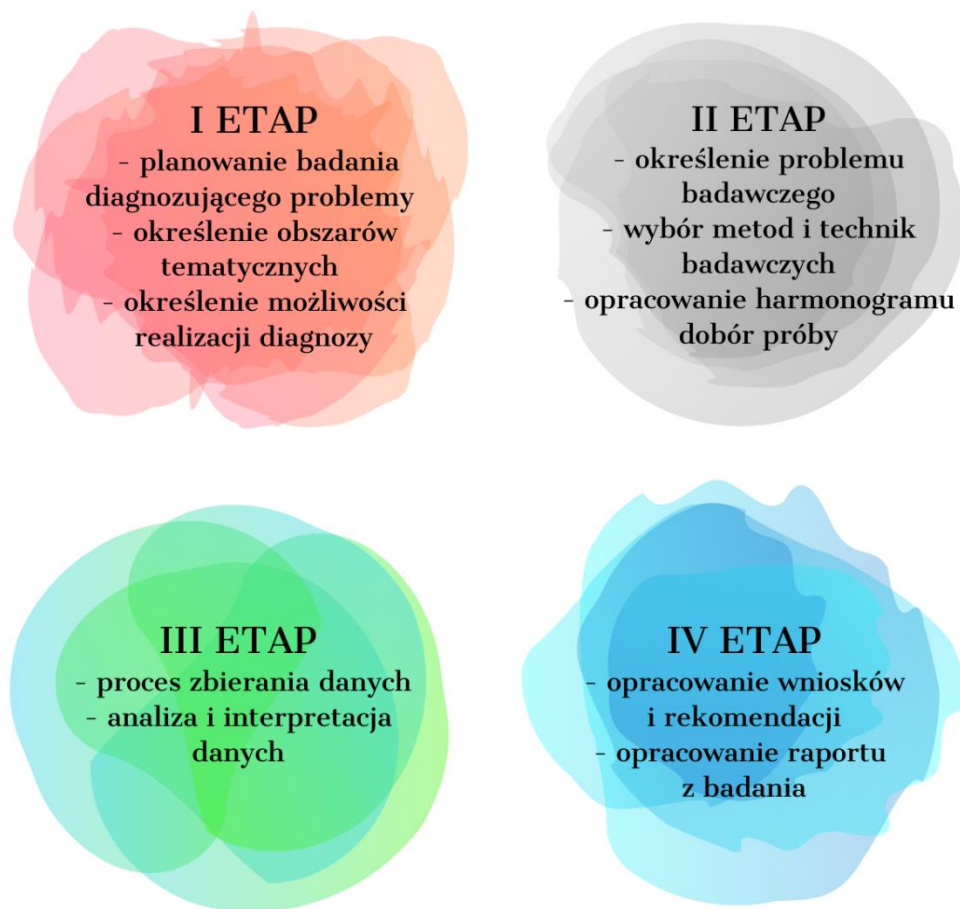 I ETAP
- planowanie badania
diagnozującego problemy
- określenie obszarów
tematycznych
- określenie możliwości
realizacji diagnozy
II ETAP
- określenie problemu
badawczego
- wybór metod i technik
badawczych
- opracowanie harmonogramu
dobór próby
III ETAP
- proces zbierania danych
- analiza i interpretacja
danych
IV ETAP
- opracowanie wniosków
i rekomendacji
- opracowanie raportu
z badania